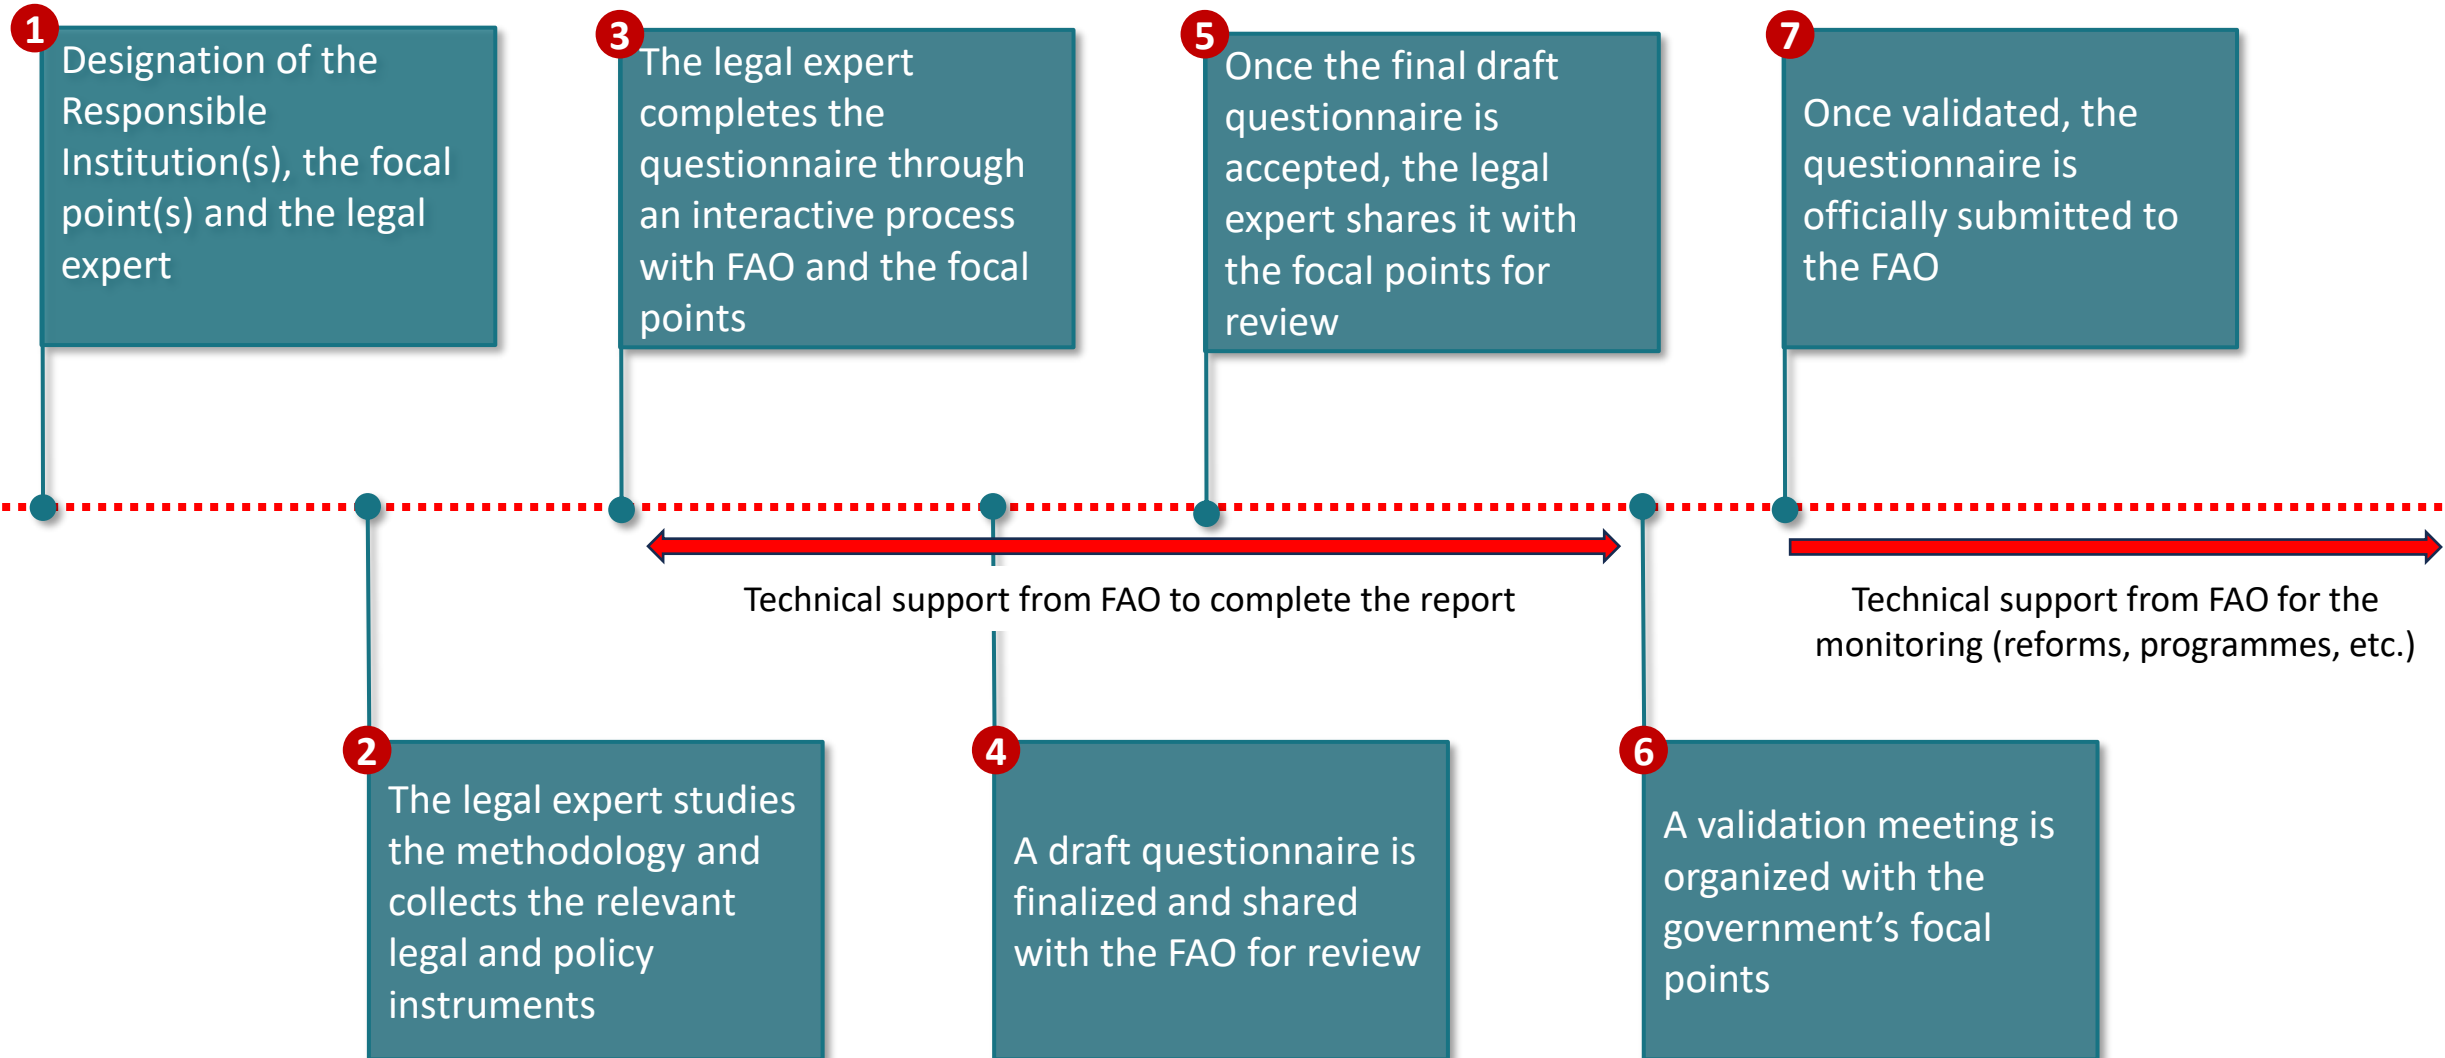 1
Designation of the
Responsible
Institution(s), the focal
point(s) and the legal
expert
3
The legal expert
completes the
questionnaire through
an interactive process
with FAO and the focal
points
5
Once the final draft
questionnaire is
accepted, the legal
expert shares it with
the focal points for
review
7
Once validated, the
questionnaire is
officially submitted to
the FAO
Technical support from FAO to complete the report
Technical support from FAO for the
monitoring (reforms, programmes, etc.)
2
The legal expert studies
the methodology and
collects the relevant
legal and policy
instruments
4
A draft questionnaire is
finalized and shared
with the FAO for review
6
A validation meeting is
organized with the
government’s focal
points